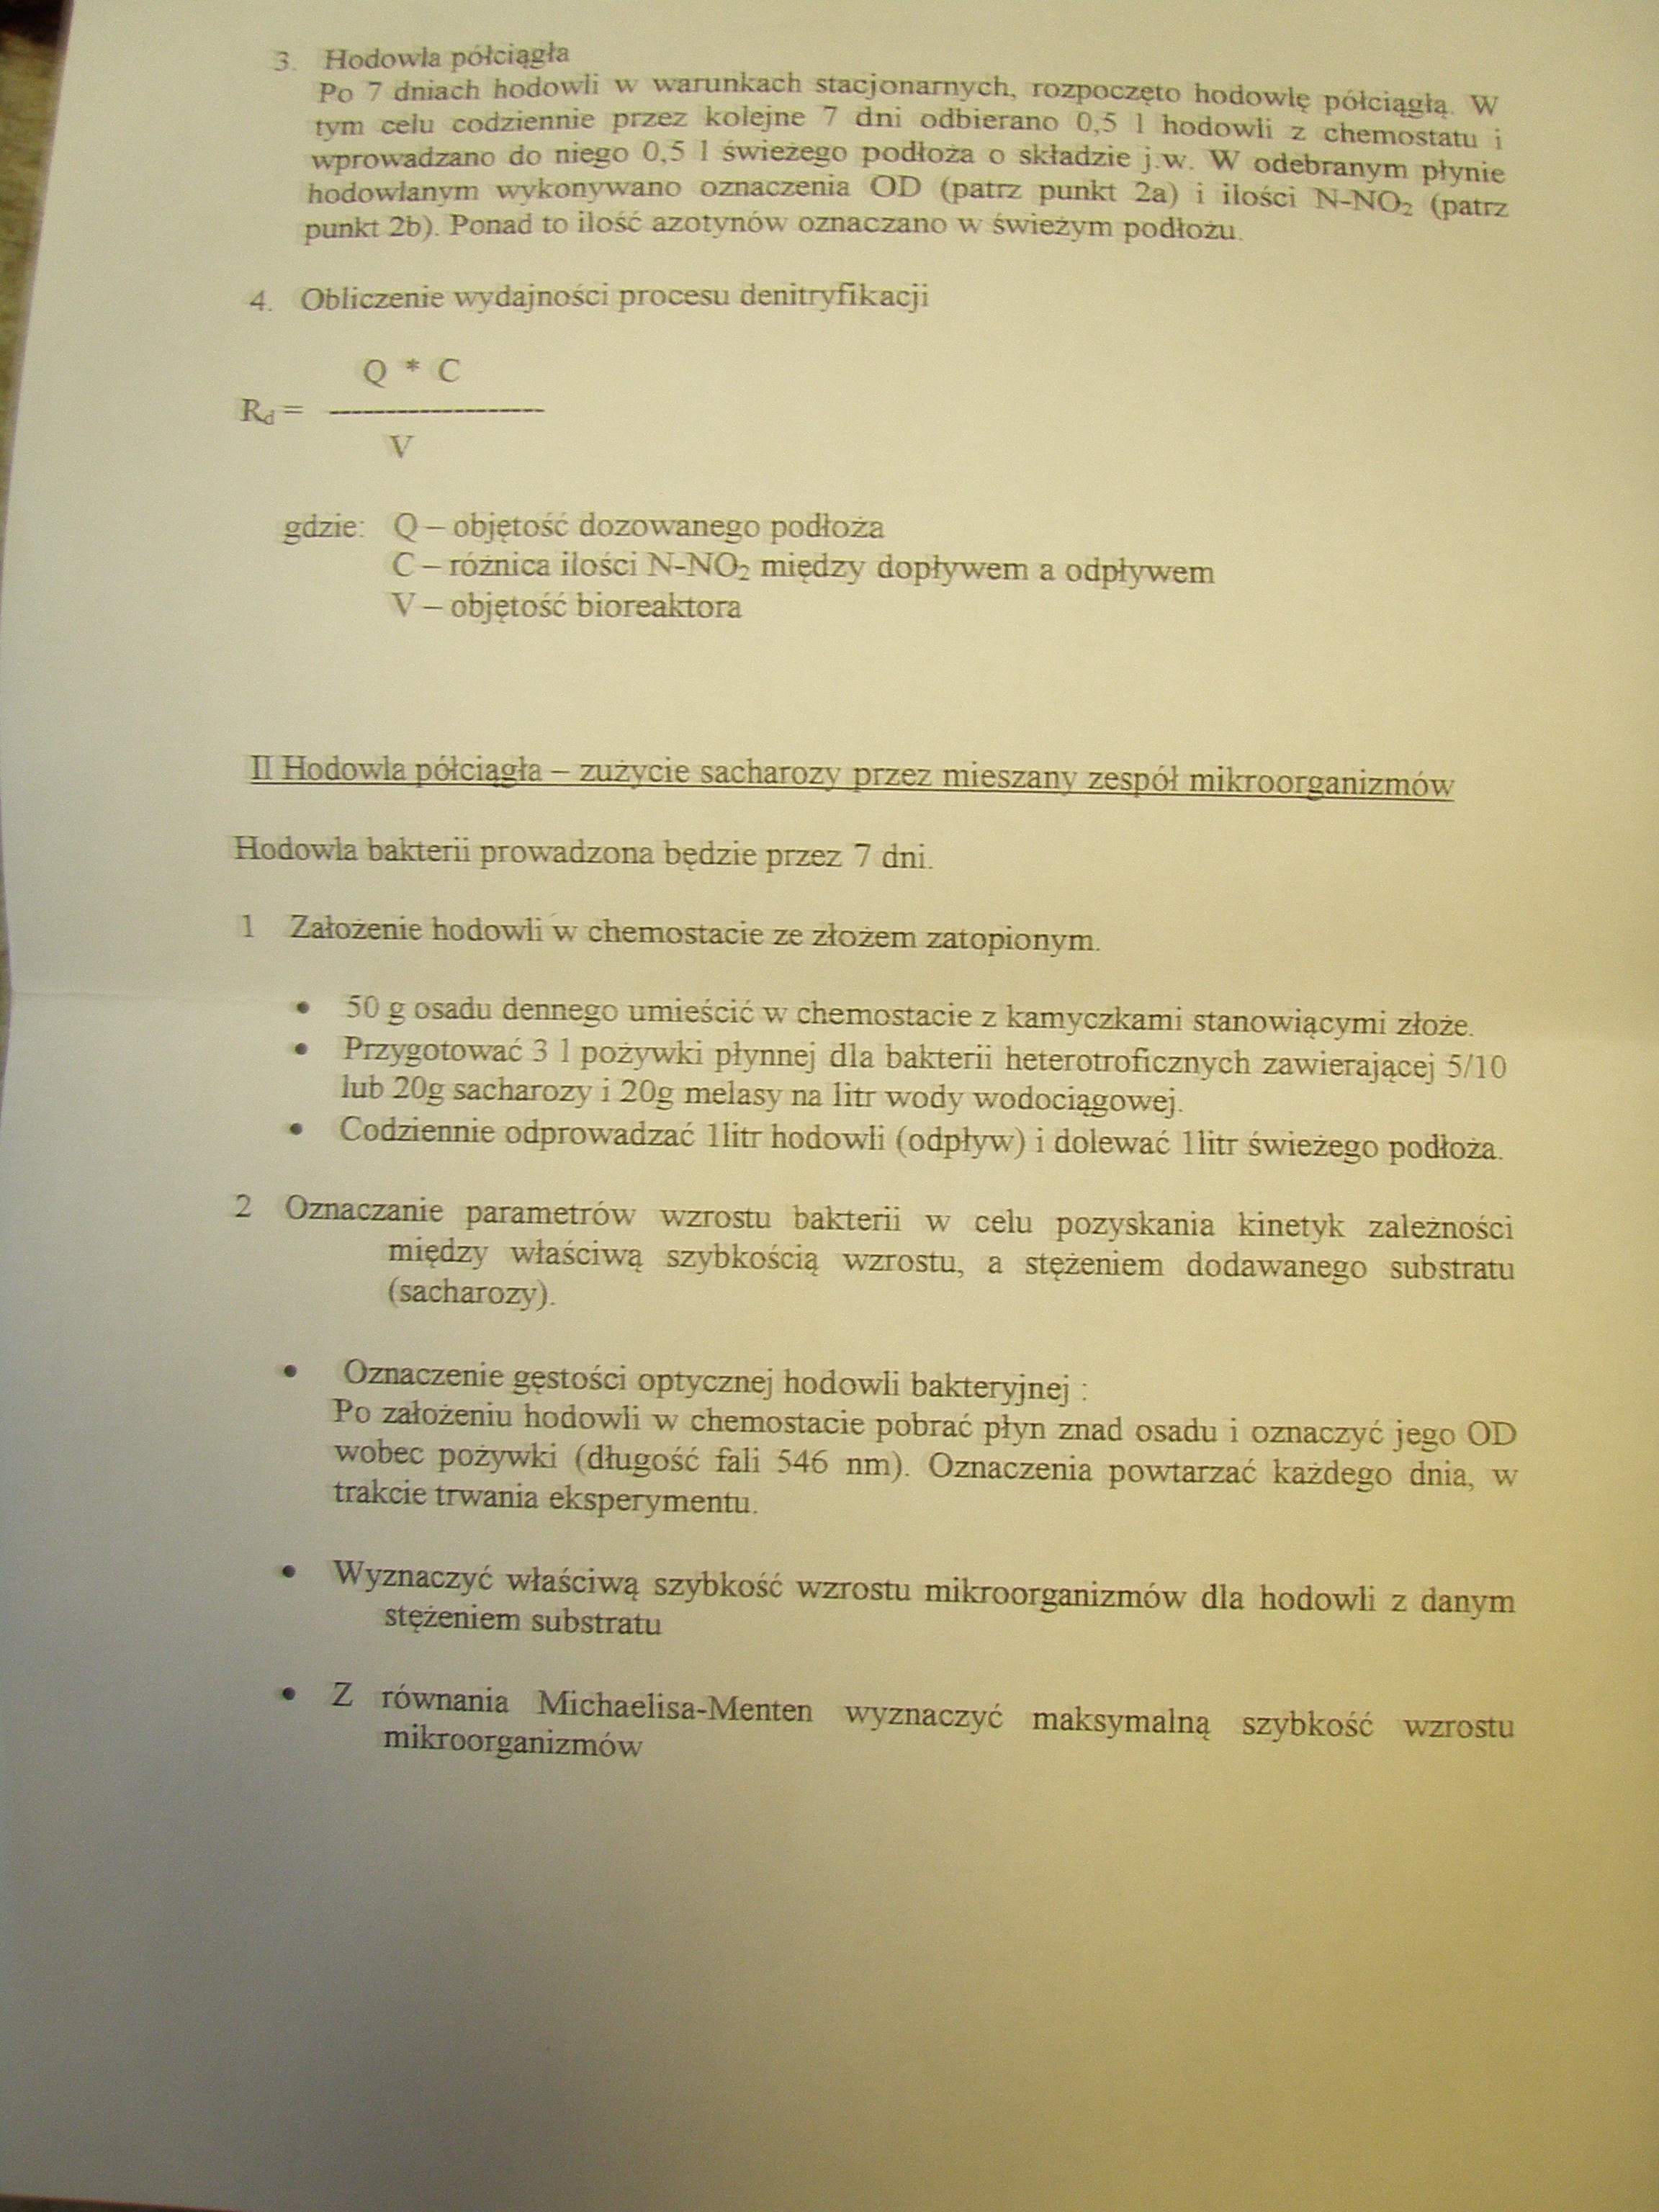 3. Hodowla półciągła
Po 7 dniach hodowli w warunkach stacjonarnych, rozpoczęto hodowlę półciągłą. W
tym celu codziennie przez kolejne 7 dni odbierano 0,5 l hodowli z chemostatu i
wprowadzano do niego 0,5 l świeżego podłoża o składzie j.w. W odebranym płynie
hodowlanym wykonywano oznaczenia OD (patrz punkt 2a) i ilości N-NO₂ (patrz
punkt 2b). Ponad to ilość azotynów oznaczano w świeżym podłożu.
4. Obliczenie wydajności procesu denitryfikacji
Q * C
R_d = -------------------
V
gdzie: Q – objętość dozowanego podłoża
C – różnica ilości N-NO₂ między dopływem a odpływem
V – objętość bioreaktora
II Hodowla półciągła – zużycie sacharozy przez mieszany zespół mikroorganizmów
Hodowla bakterii prowadzona będzie przez 7 dni.
1 Założenie hodowli w chemostacie ze złożem zatopionym.
• 50 g osadu dennego umieścić w chemostacie z kamyczkami stanowiącymi złoże.
• Przygotować 3 l pożywki płynnej dla bakterii heterotroficznych zawierającej 5/10
lub 20g sacharozy i 20g melasy na litr wody wodociągowej.
• Codziennie odprowadzać 1litr hodowli (odpływ) i dolewać 1litr świeżego podłoża.
2 Oznaczanie parametrów wzrostu bakterii w celu pozyskania kinetyk zależności
między właściwą szybkością wzrostu, a stężeniem dodawanego substratu
(sacharozy).
• Oznaczenie gęstości optycznej hodowli bakteryjnej :
Po założeniu hodowli w chemostacie pobrać płyn znad osadu i oznaczyć jego OD
wobec pożywki (długość fali 546 nm). Oznaczenia powtarzać każdego dnia, w
trakcie trwania eksperymentu.
• Wyznaczyć właściwą szybkość wzrostu mikroorganizmów dla hodowli z danym
stężeniem substratu
• Z równania Michaelisa-Menten wyznaczyć maksymalną szybkość wzrostu
mikroorganizmów